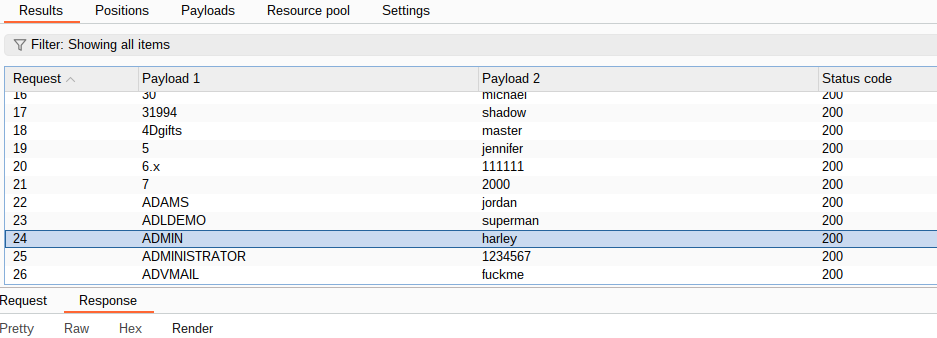 Results Positions Payloads Resource pool Settings
Filter: Showing all items
Request Payload 1 Payload 2 Status code
16 30 michael 200
17 31994 shadow 200
18 4Dgifts master 200
19 5 jennifer 200
20 6.x 111111 200
21 7 2000 200
22 ADAMS jordan 200
23 ADLDEMO superman 200
24 ADMIN harley 200
25 ADMINISTRATOR 1234567 200
26 ADVMAIL fuckme 200
Request Response
Pretty Raw Hex Render